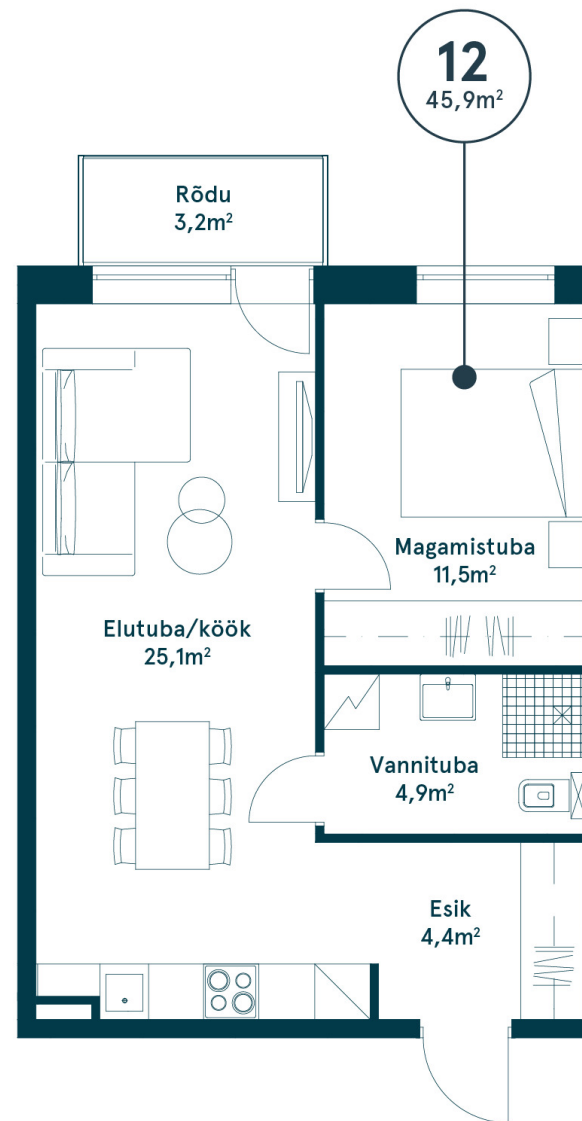 12
45,9m²
Rõdu
3,2m²
Magamistuba
11,5m²
Elutuba/köök
25,1m²
Vannituba
4,9m²
Esik
4,4m²